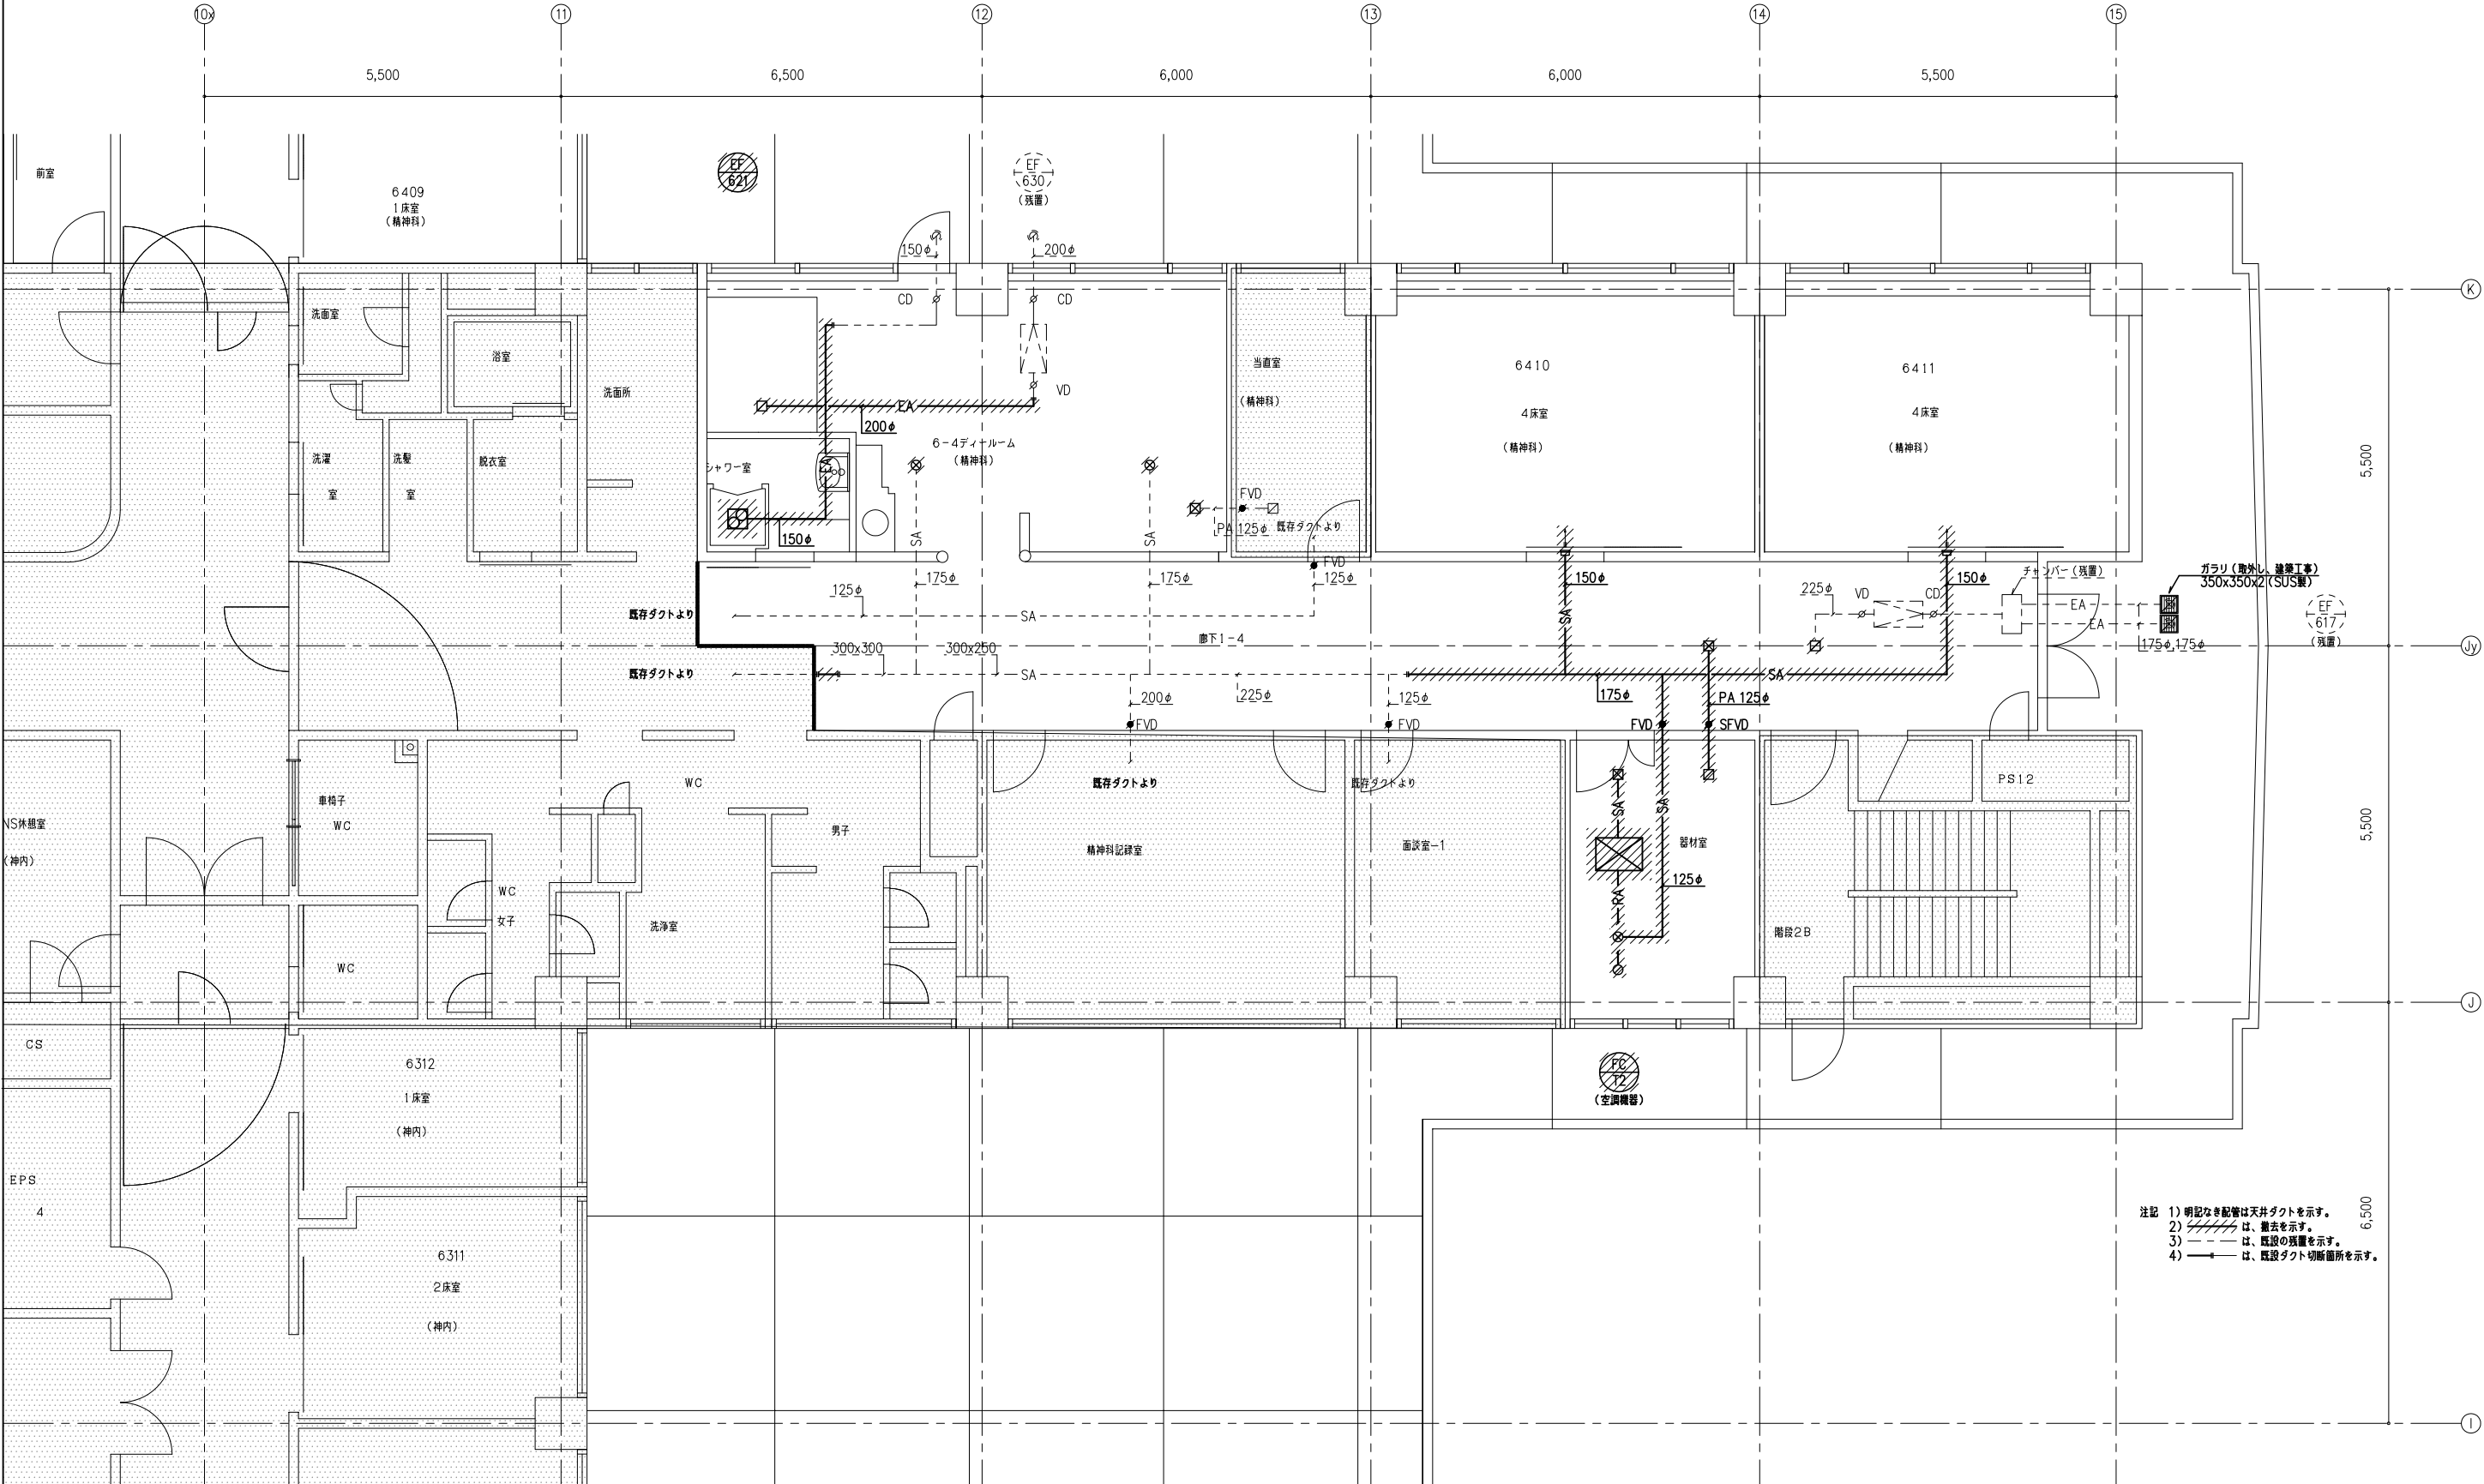 10x
11
12
13
14
15
5,500
6,500
6,000
6,000
5,500
前室
6409
1床室
(精神科)
EF
621
EF
630
(残置)
150φ
200φ
CD
CD
K
洗面室
浴室
洗面所
VD
EA
200φ
6-4デイルーム
(精神科)
当直室
(精神科)
6410
4床室
(精神科)
6411
4床室
(精神科)
5,500
洗濯
室
洗髪
室
脱衣室
シャワー室
EA
150φ
SA
SA
FVD
PA 125φ
既存ダクトより
FVD
125φ
175φ
175φ
125φ
150φ
150φ
チャンバー(残置)
ガラリ(取外し、建築工事)
350x350x2(SUS製)
225φ
VD
CD
EA
EA
175φ,175φ
EF
617
(残置)
既存ダクトより
SA
SA
廊下1-4
300x300
300x250
Jy
既存ダクトより
SA
SA
200φ
225φ
125φ
175φ
PA 125φ
FVD
FVD
FVD
SFVD
WC
既存ダクトより
既存ダクトより
PS12
車椅子
WC
NS休憩室
(神内)
男子
精神科記録室
面談室-1
SA
SA
器材室
5,500
WC
女子
洗浄室
RA
125φ
階段2B
WC
J
CS
6312
1床室
(神内)
FC
T2
(空調機器)
EPS
4
6311
2床室
(神内)
6,500
注記 1) 明記なき配管は天井ダクトを示す。
2) は、撤去を示す。
3) は、既設の残置を示す。
4) は、既設ダクト切断箇所を示す。
I